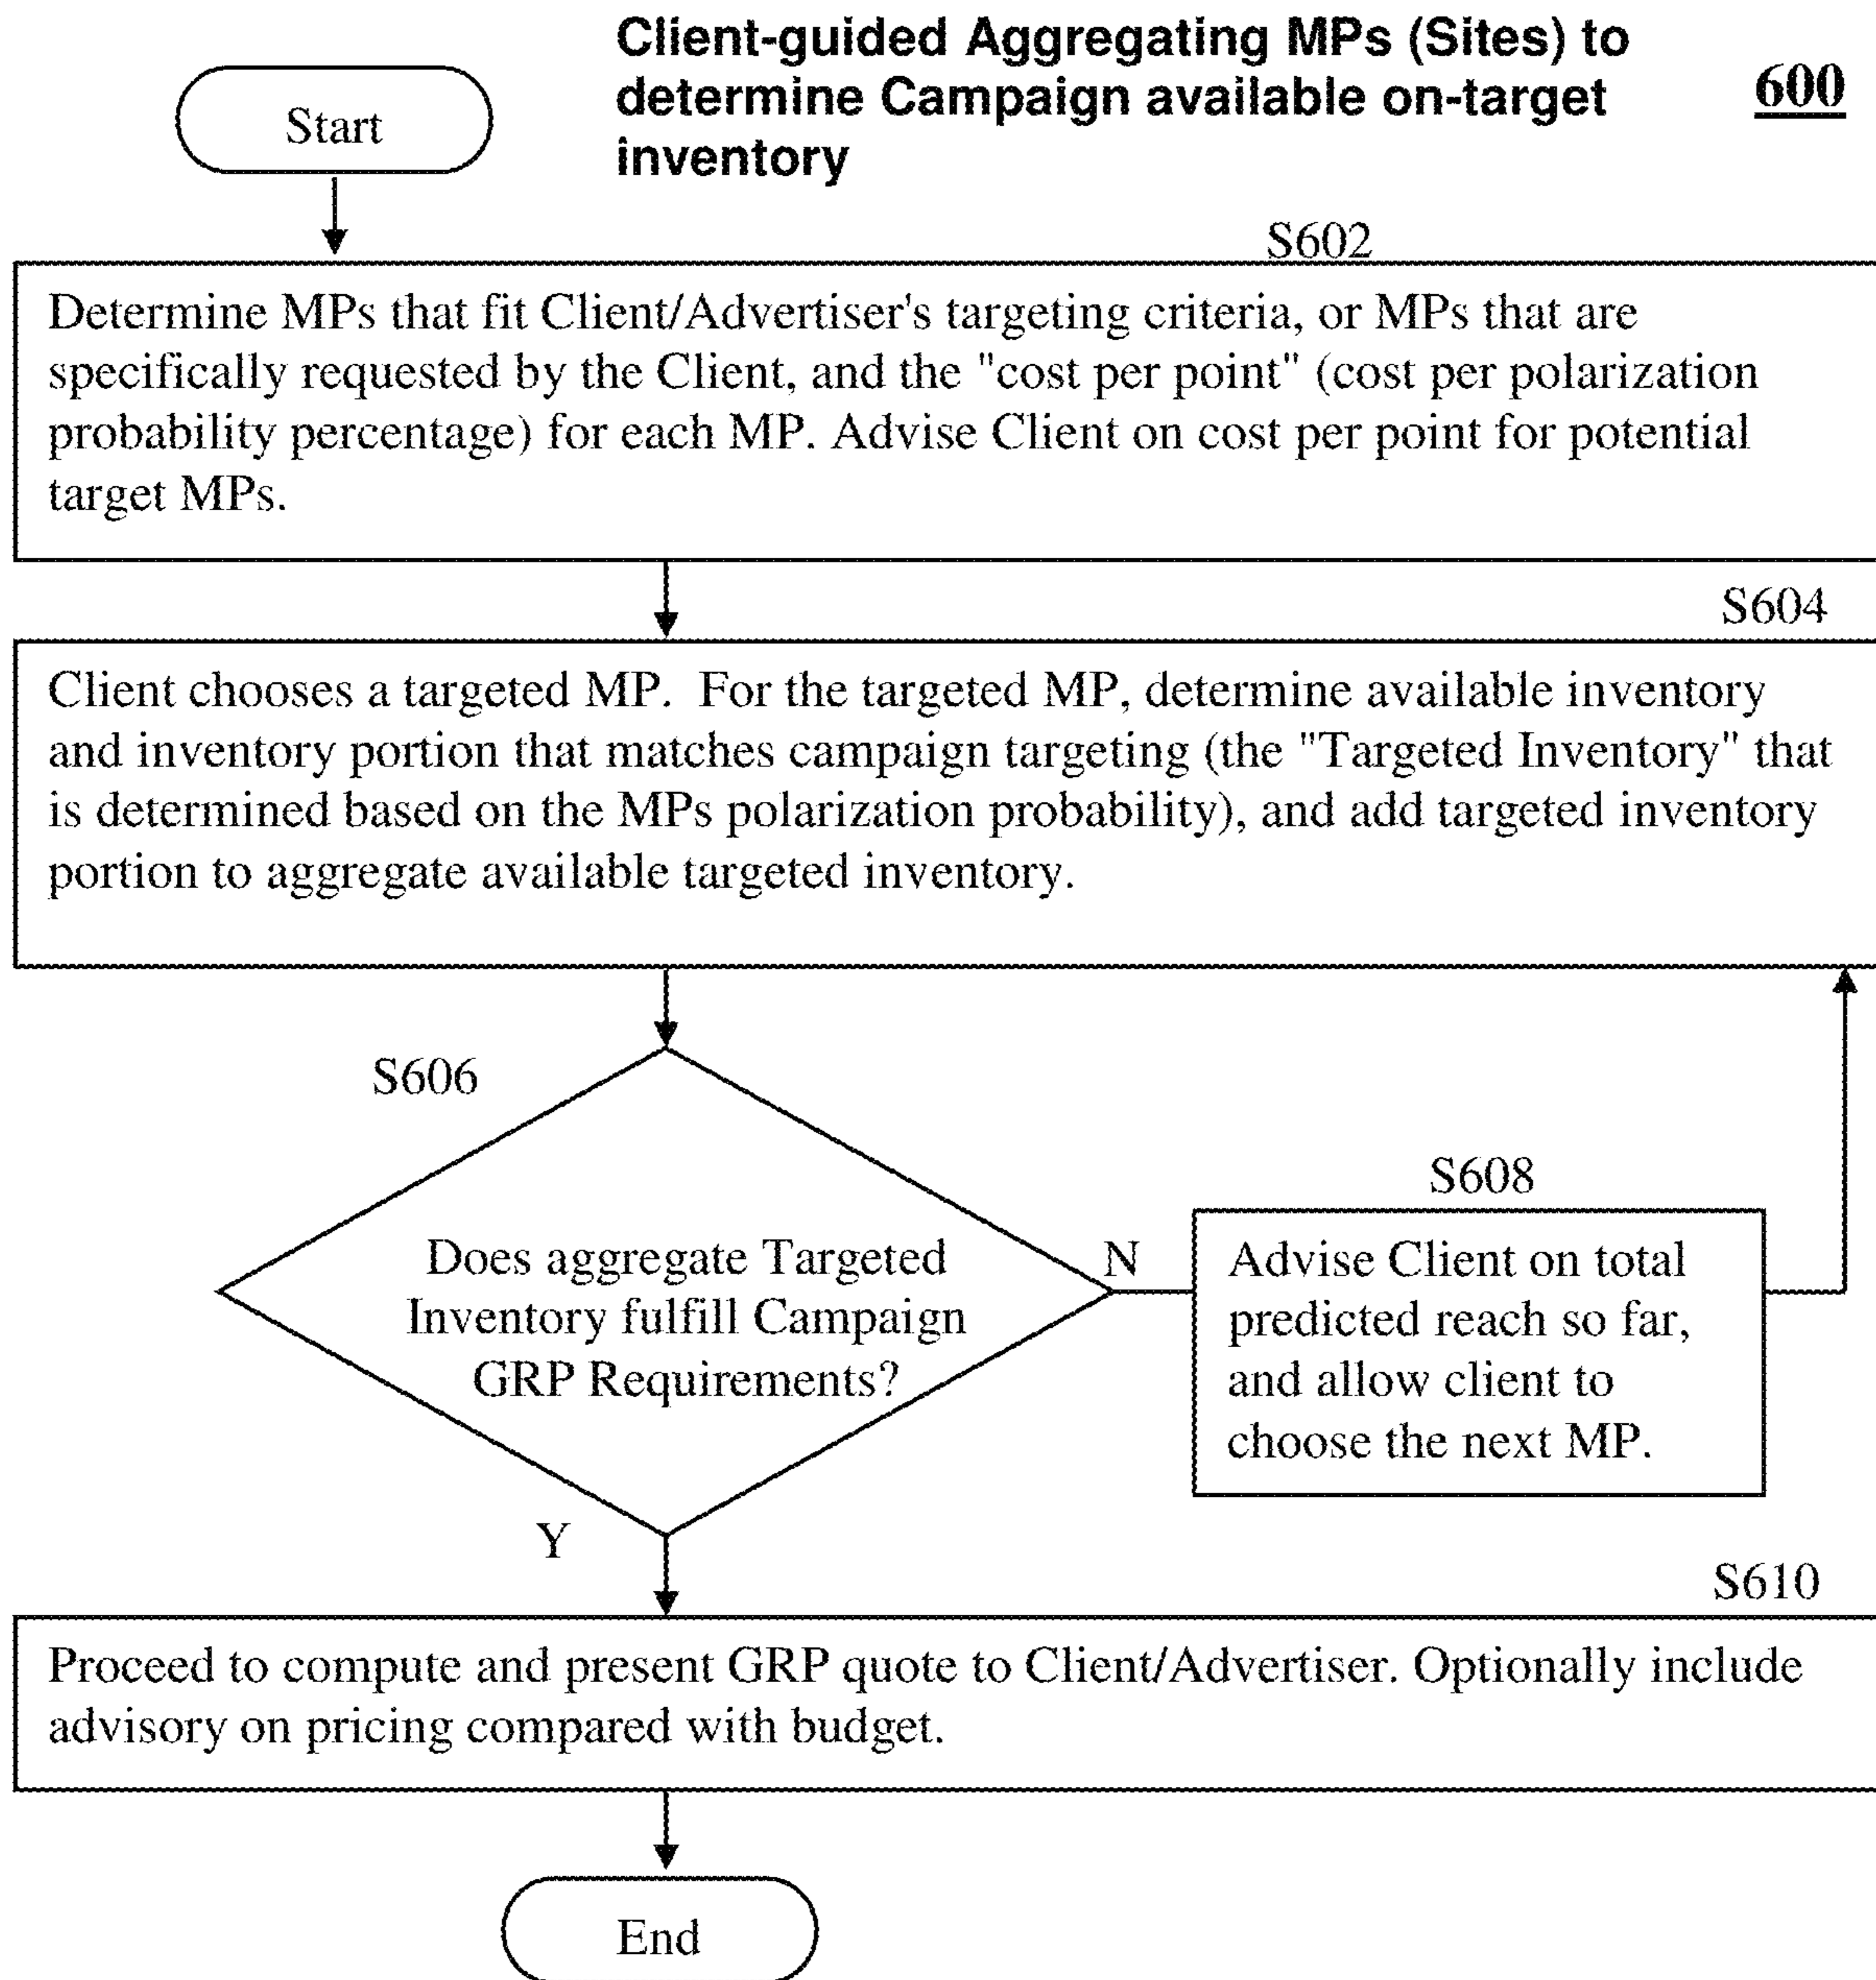 Client-guided Aggregating MPs (Sites) to
determine Campaign available on-target
inventory
600
Start
S602
Determine MPs that fit Client/Advertiser's targeting criteria, or MPs that are
specifically requested by the Client, and the "cost per point" (cost per polarization
probability percentage) for each MP. Advise Client on cost per point for potential
target MPs.
S604
Client chooses a targeted MP.  For the targeted MP, determine available inventory
and inventory portion that matches campaign targeting (the "Targeted Inventory" that
is determined based on the MPs polarization probability), and add targeted inventory
portion to aggregate available targeted inventory.
S606
Does aggregate Targeted
Inventory fulfill Campaign
GRP Requirements?
N
S608
Advise Client on total
predicted reach so far,
and allow client to
choose the next MP.
Y
S610
Proceed to compute and present GRP quote to Client/Advertiser. Optionally include
advisory on pricing compared with budget.
End